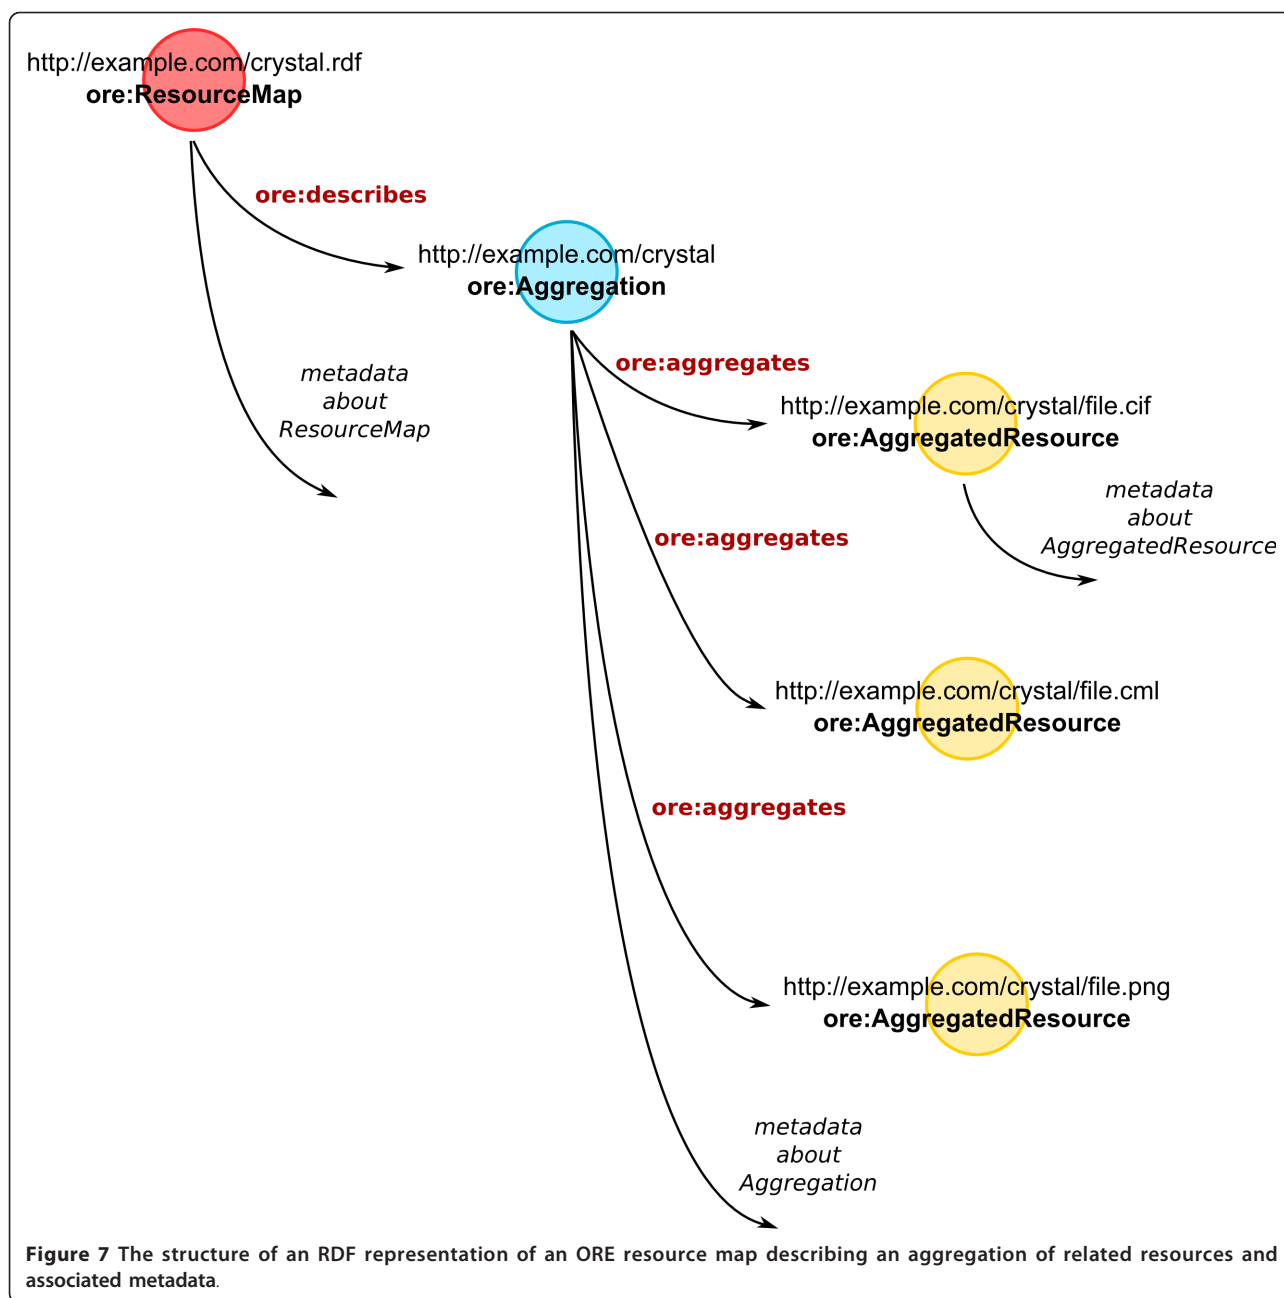 http://example.com/crystal.rdf
ore:ResourceMap
ore:describes
http://example.com/crystal
ore:Aggregation
metadata
about
ResourceMap
ore:aggregates
http://example.com/crystal/file.cif
ore:AggregatedResource
metadata
about
AggregatedResource
ore:aggregates
http://example.com/crystal/file.cml
ore:AggregatedResource
ore:aggregates
http://example.com/crystal/file.png
ore:AggregatedResource
metadata
about
Aggregation
Figure 7 The structure of an RDF representation of an ORE resource map describing an aggregation of related resources and
associated metadata.